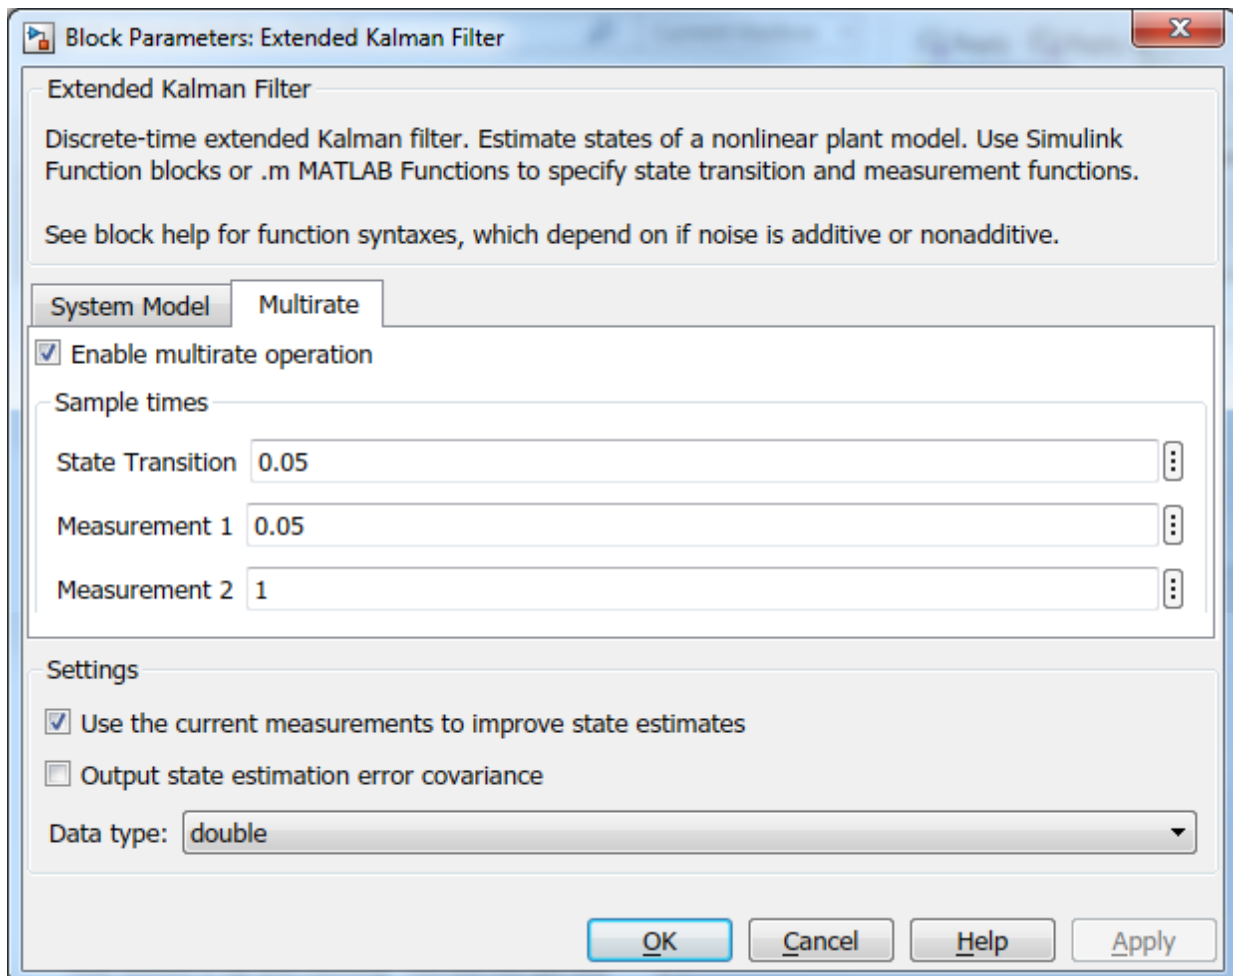 Block Parameters: Extended Kalman Filter
X
Extended Kalman Filter
Discrete-time extended Kalman filter. Estimate states of a nonlinear plant model. Use Simulink
Function blocks or .m MATLAB Functions to specify state transition and measurement functions.
See block help for function syntaxes, which depend on if noise is additive or nonadditive.
System Model Multirate
Enable multirate operation
Sample times
State Transition 0.05
Measurement 1 0.05
Measurement 2 1
Settings
Use the current measurements to improve state estimates
Output state estimation error covariance
Data type: double
OK Cancel Help Apply